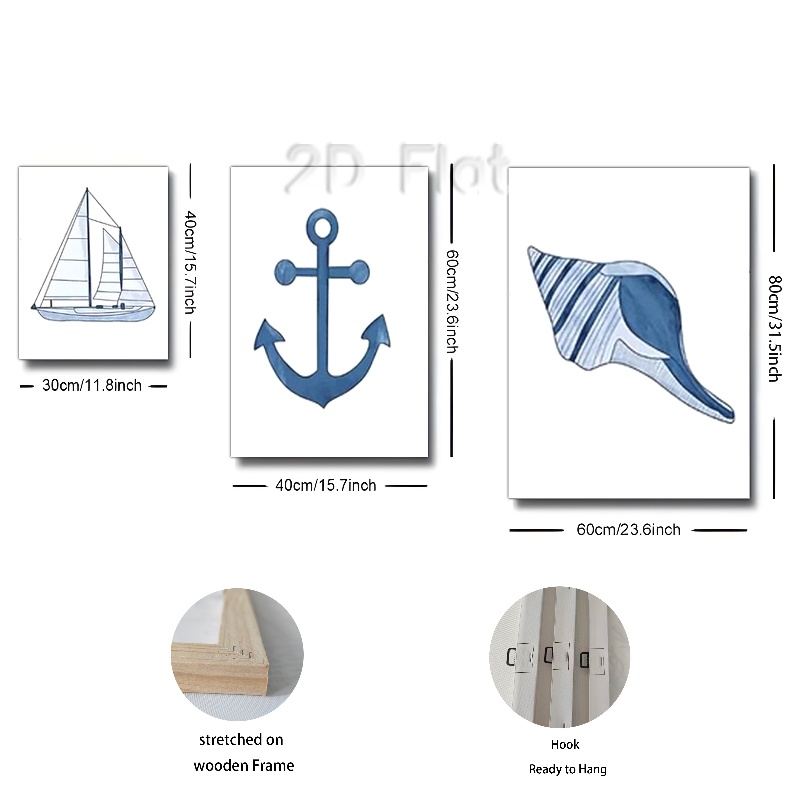 2D Flat
40cm/15.7inch
60cm/23.6inch
80cm/31.5inch
30cm/11.8inch
40cm/15.7inch
60cm/23.6inch
stretched on
wooden Frame
Hook
Ready to Hang